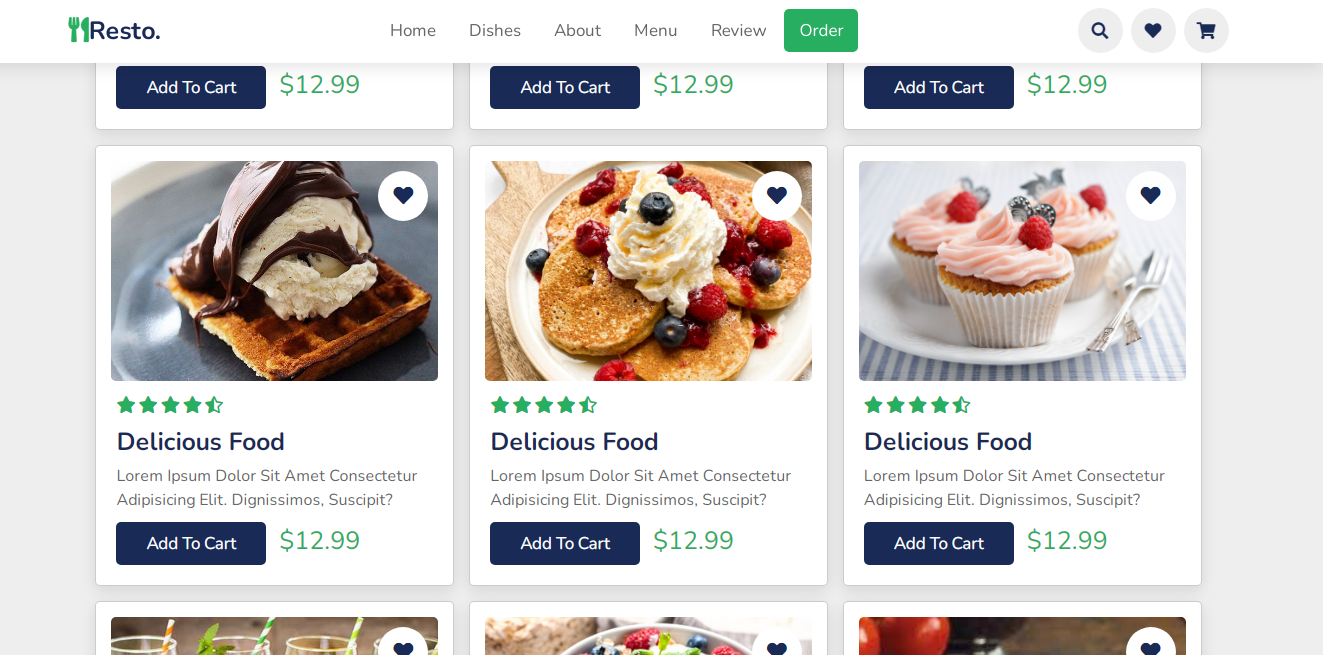 Resto.
Home Dishes About Menu Review Order
Add To Cart $12.99 Add To Cart $12.99 Add To Cart $12.99
Delicious Food Delicious Food Delicious Food
Lorem Ipsum Dolor Sit Amet Consectetur Lorem Ipsum Dolor Sit Amet Consectetur Lorem Ipsum Dolor Sit Amet Consectetur
Adipisicing Elit. Dignissimos, Suscipit? Adipisicing Elit. Dignissimos, Suscipit? Adipisicing Elit. Dignissimos, Suscipit?
Add To Cart $12.99 Add To Cart $12.99 Add To Cart $12.99